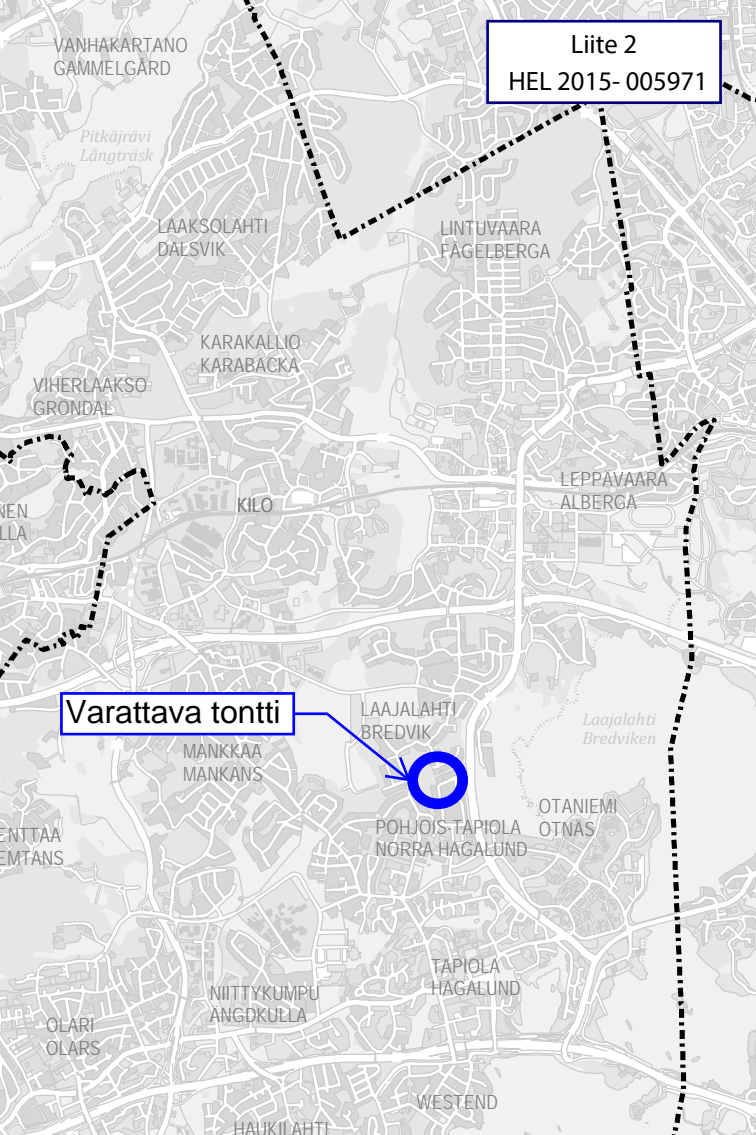 Liite 2
HEL 2015- 005971
VANHAKARTANO
GAMMELGÅRD
Pitkäjrävi
Långträsk
LAAKSOLAHTI
DALSVIK
LINTUVAARA
FÅGELBERGA
KARAKALLIO
KARABACKA
VIHERLAAKSO
GRÖNDAL
LEPPÄVAARA
ALBERGA
KILO
NEN
LLA
Varattava tontti
LAAJALAHTI
BREDVIK
Laajalahti
Bredviken
MANKKAA
MANKANS
OTANIEMI
OTNÄS
POHJOIS-TAPIOLA
NORRA HAGALUND
ENTTAA
EMTANS
TAPIOLA
HAGALUND
NIITTYKUMPU
ÄNGDKULLA
OLARI
OLARS
WESTEND
HAUKILAHTI